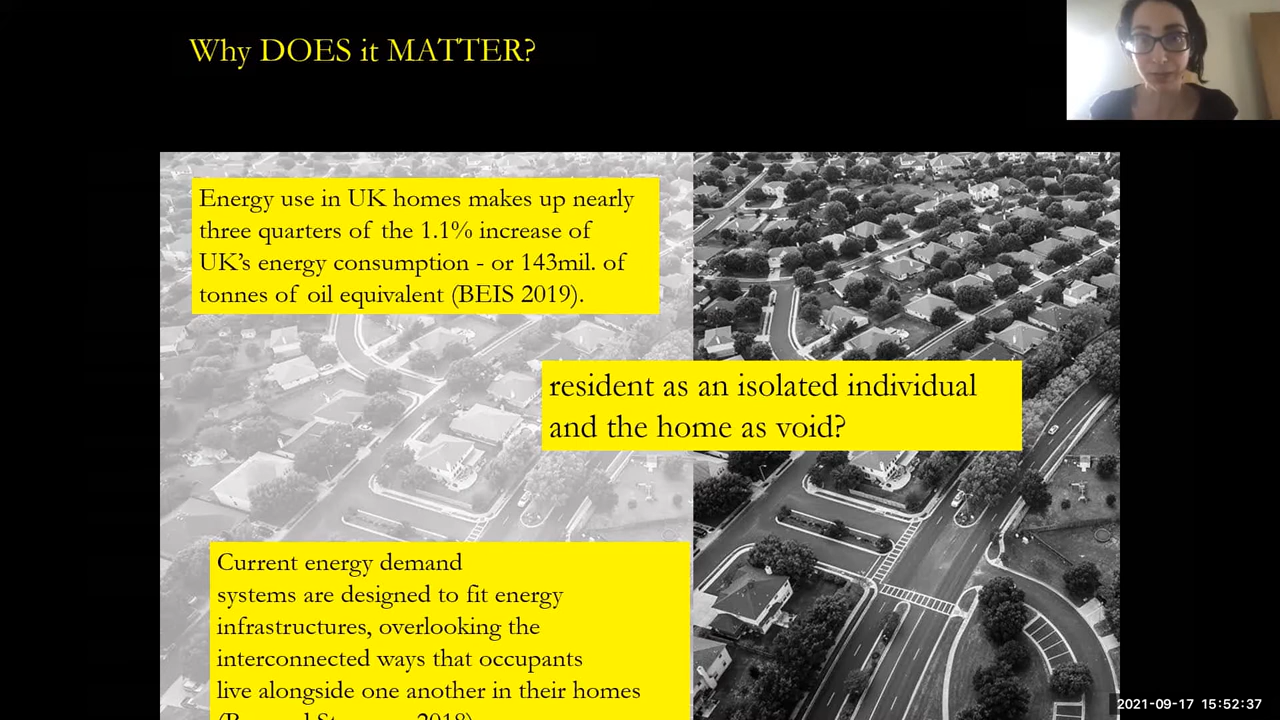 Why DOES it MATTER?
Energy use in UK homes makes up nearly
three quarters of the 1.1% increase of
UK’s energy consumption - or 143mil. of
tonnes of oil equivalent (BEIS 2019).
resident as an isolated individual
and the home as void?
Current energy demand
systems are designed to fit energy
infrastructures, overlooking the
interconnected ways that occupants
live alongside one another in their homes
2018)
2021-09-17 15:52:37